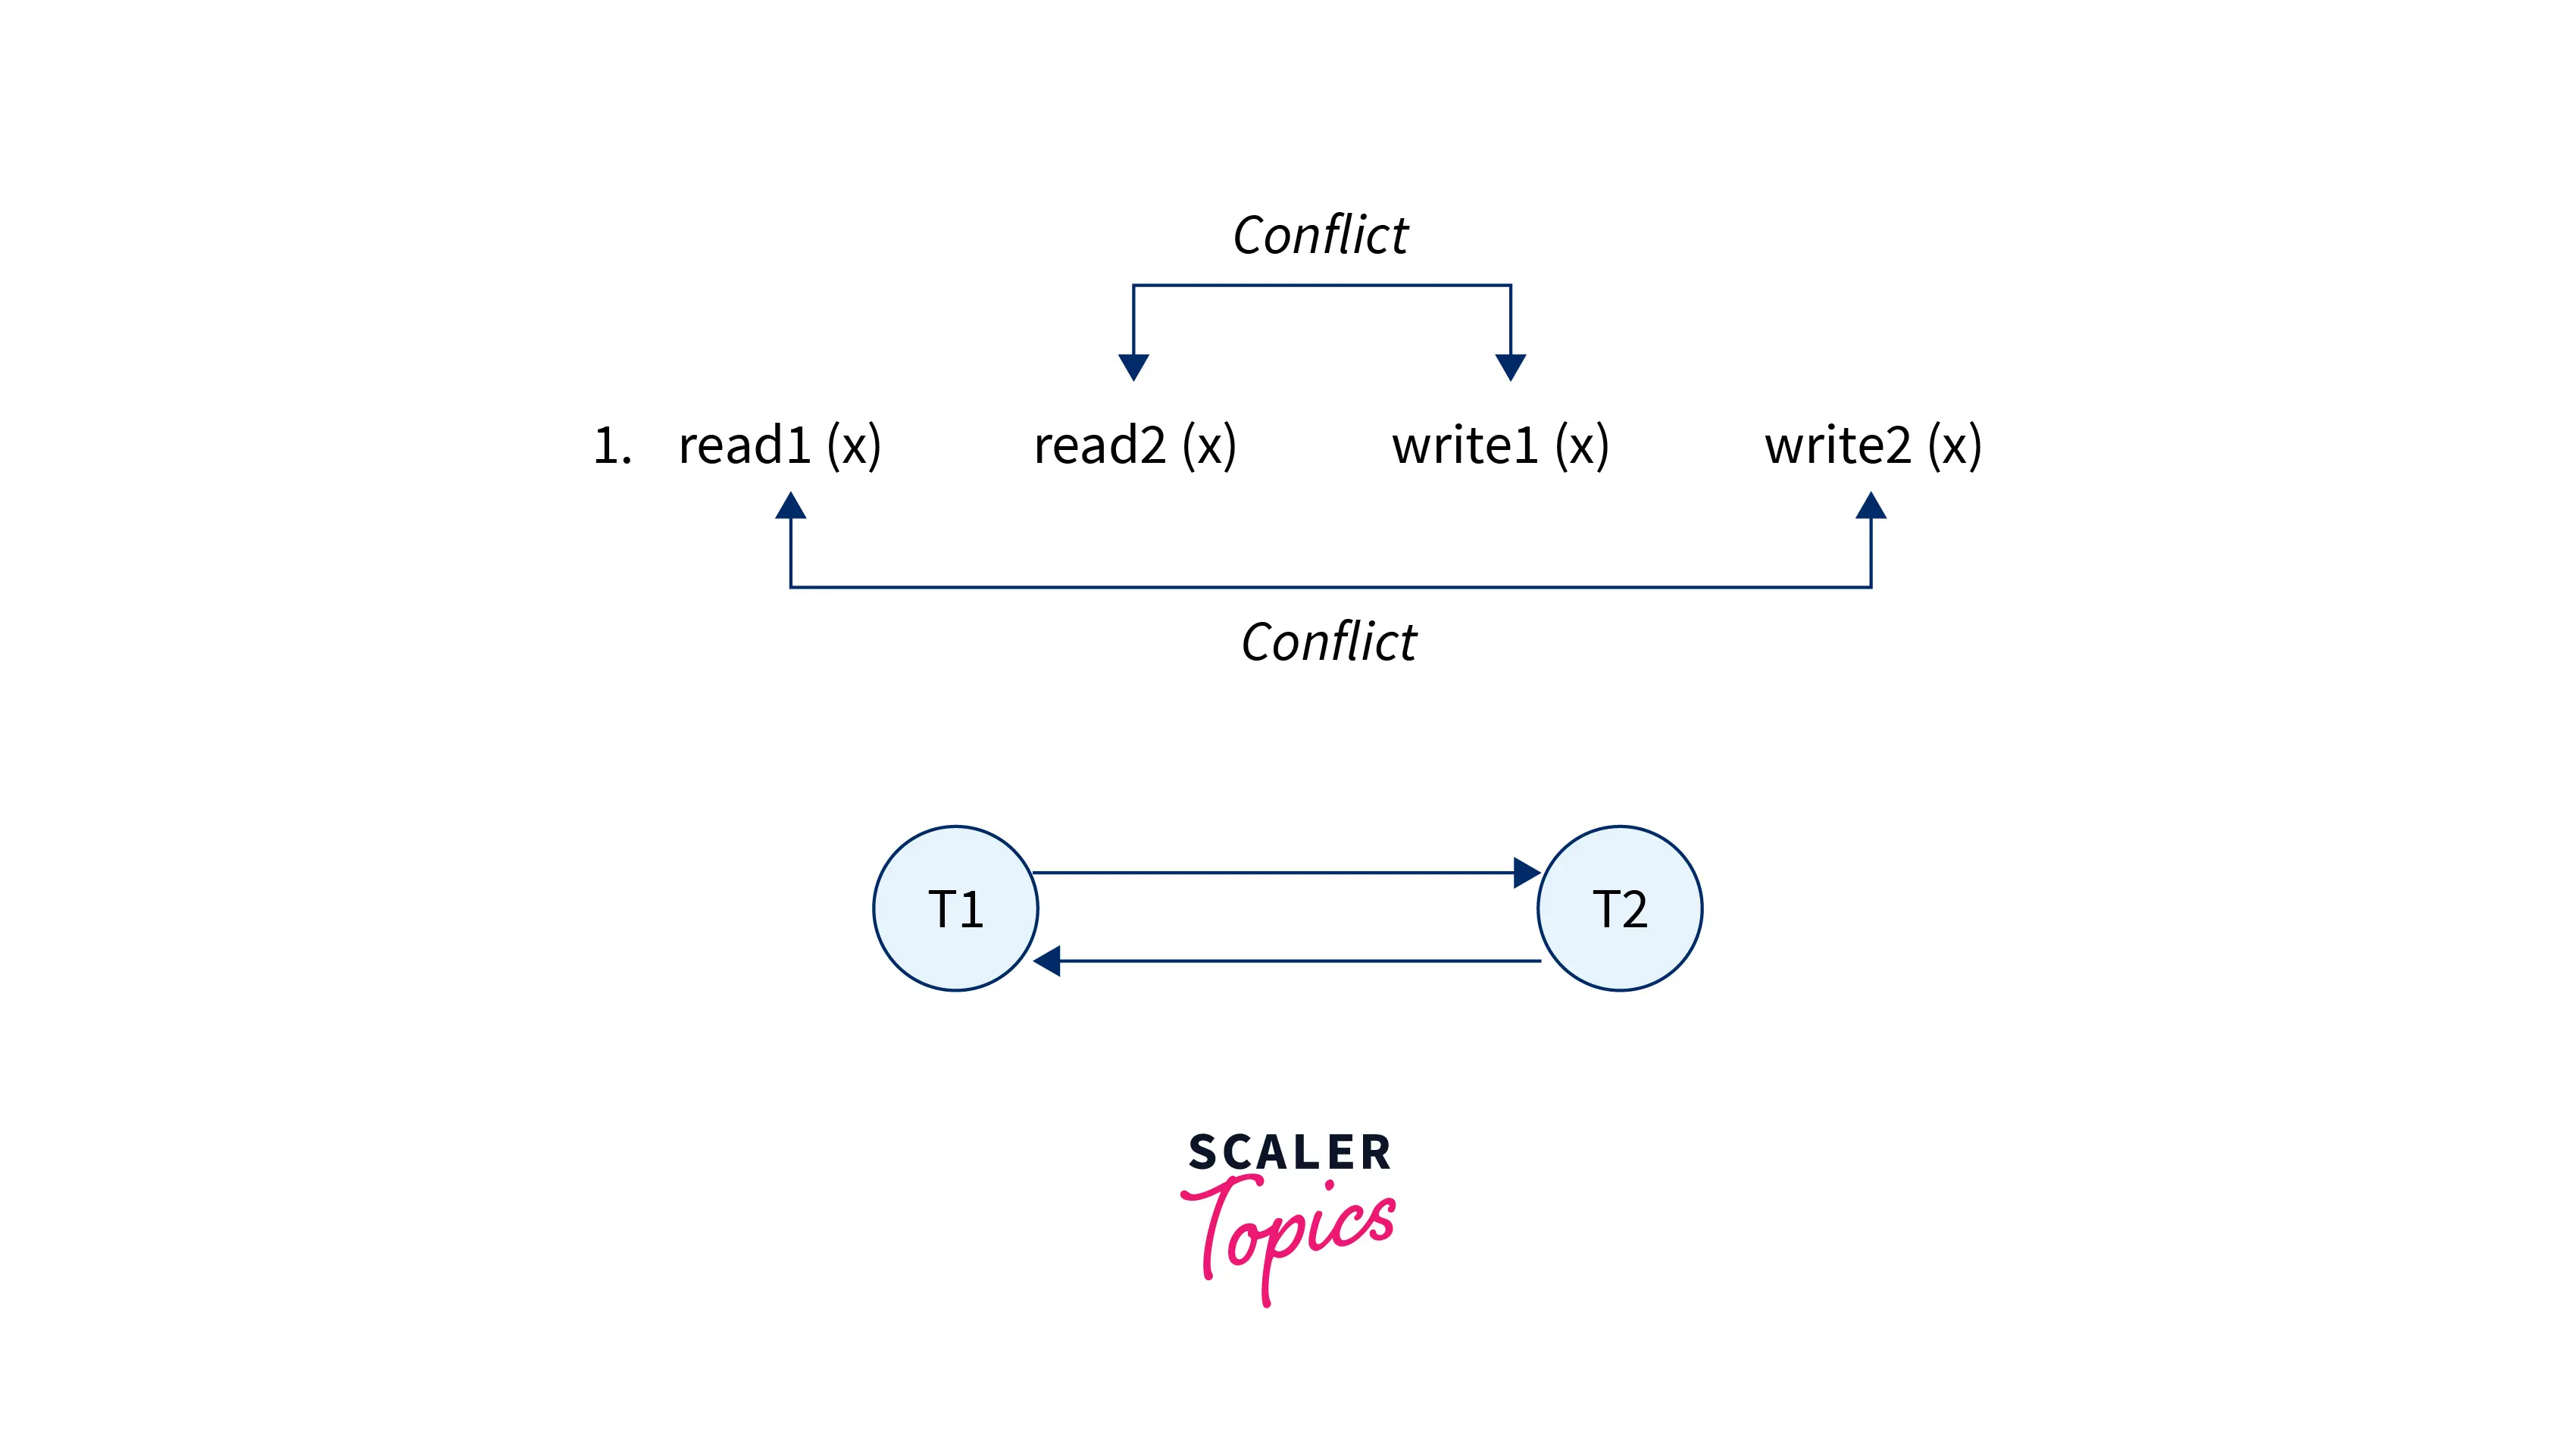 Conflict
1. read1 (x) read2 (x) write1 (x) write2 (x)
Conflict
T1 T2
SCALER
Topics